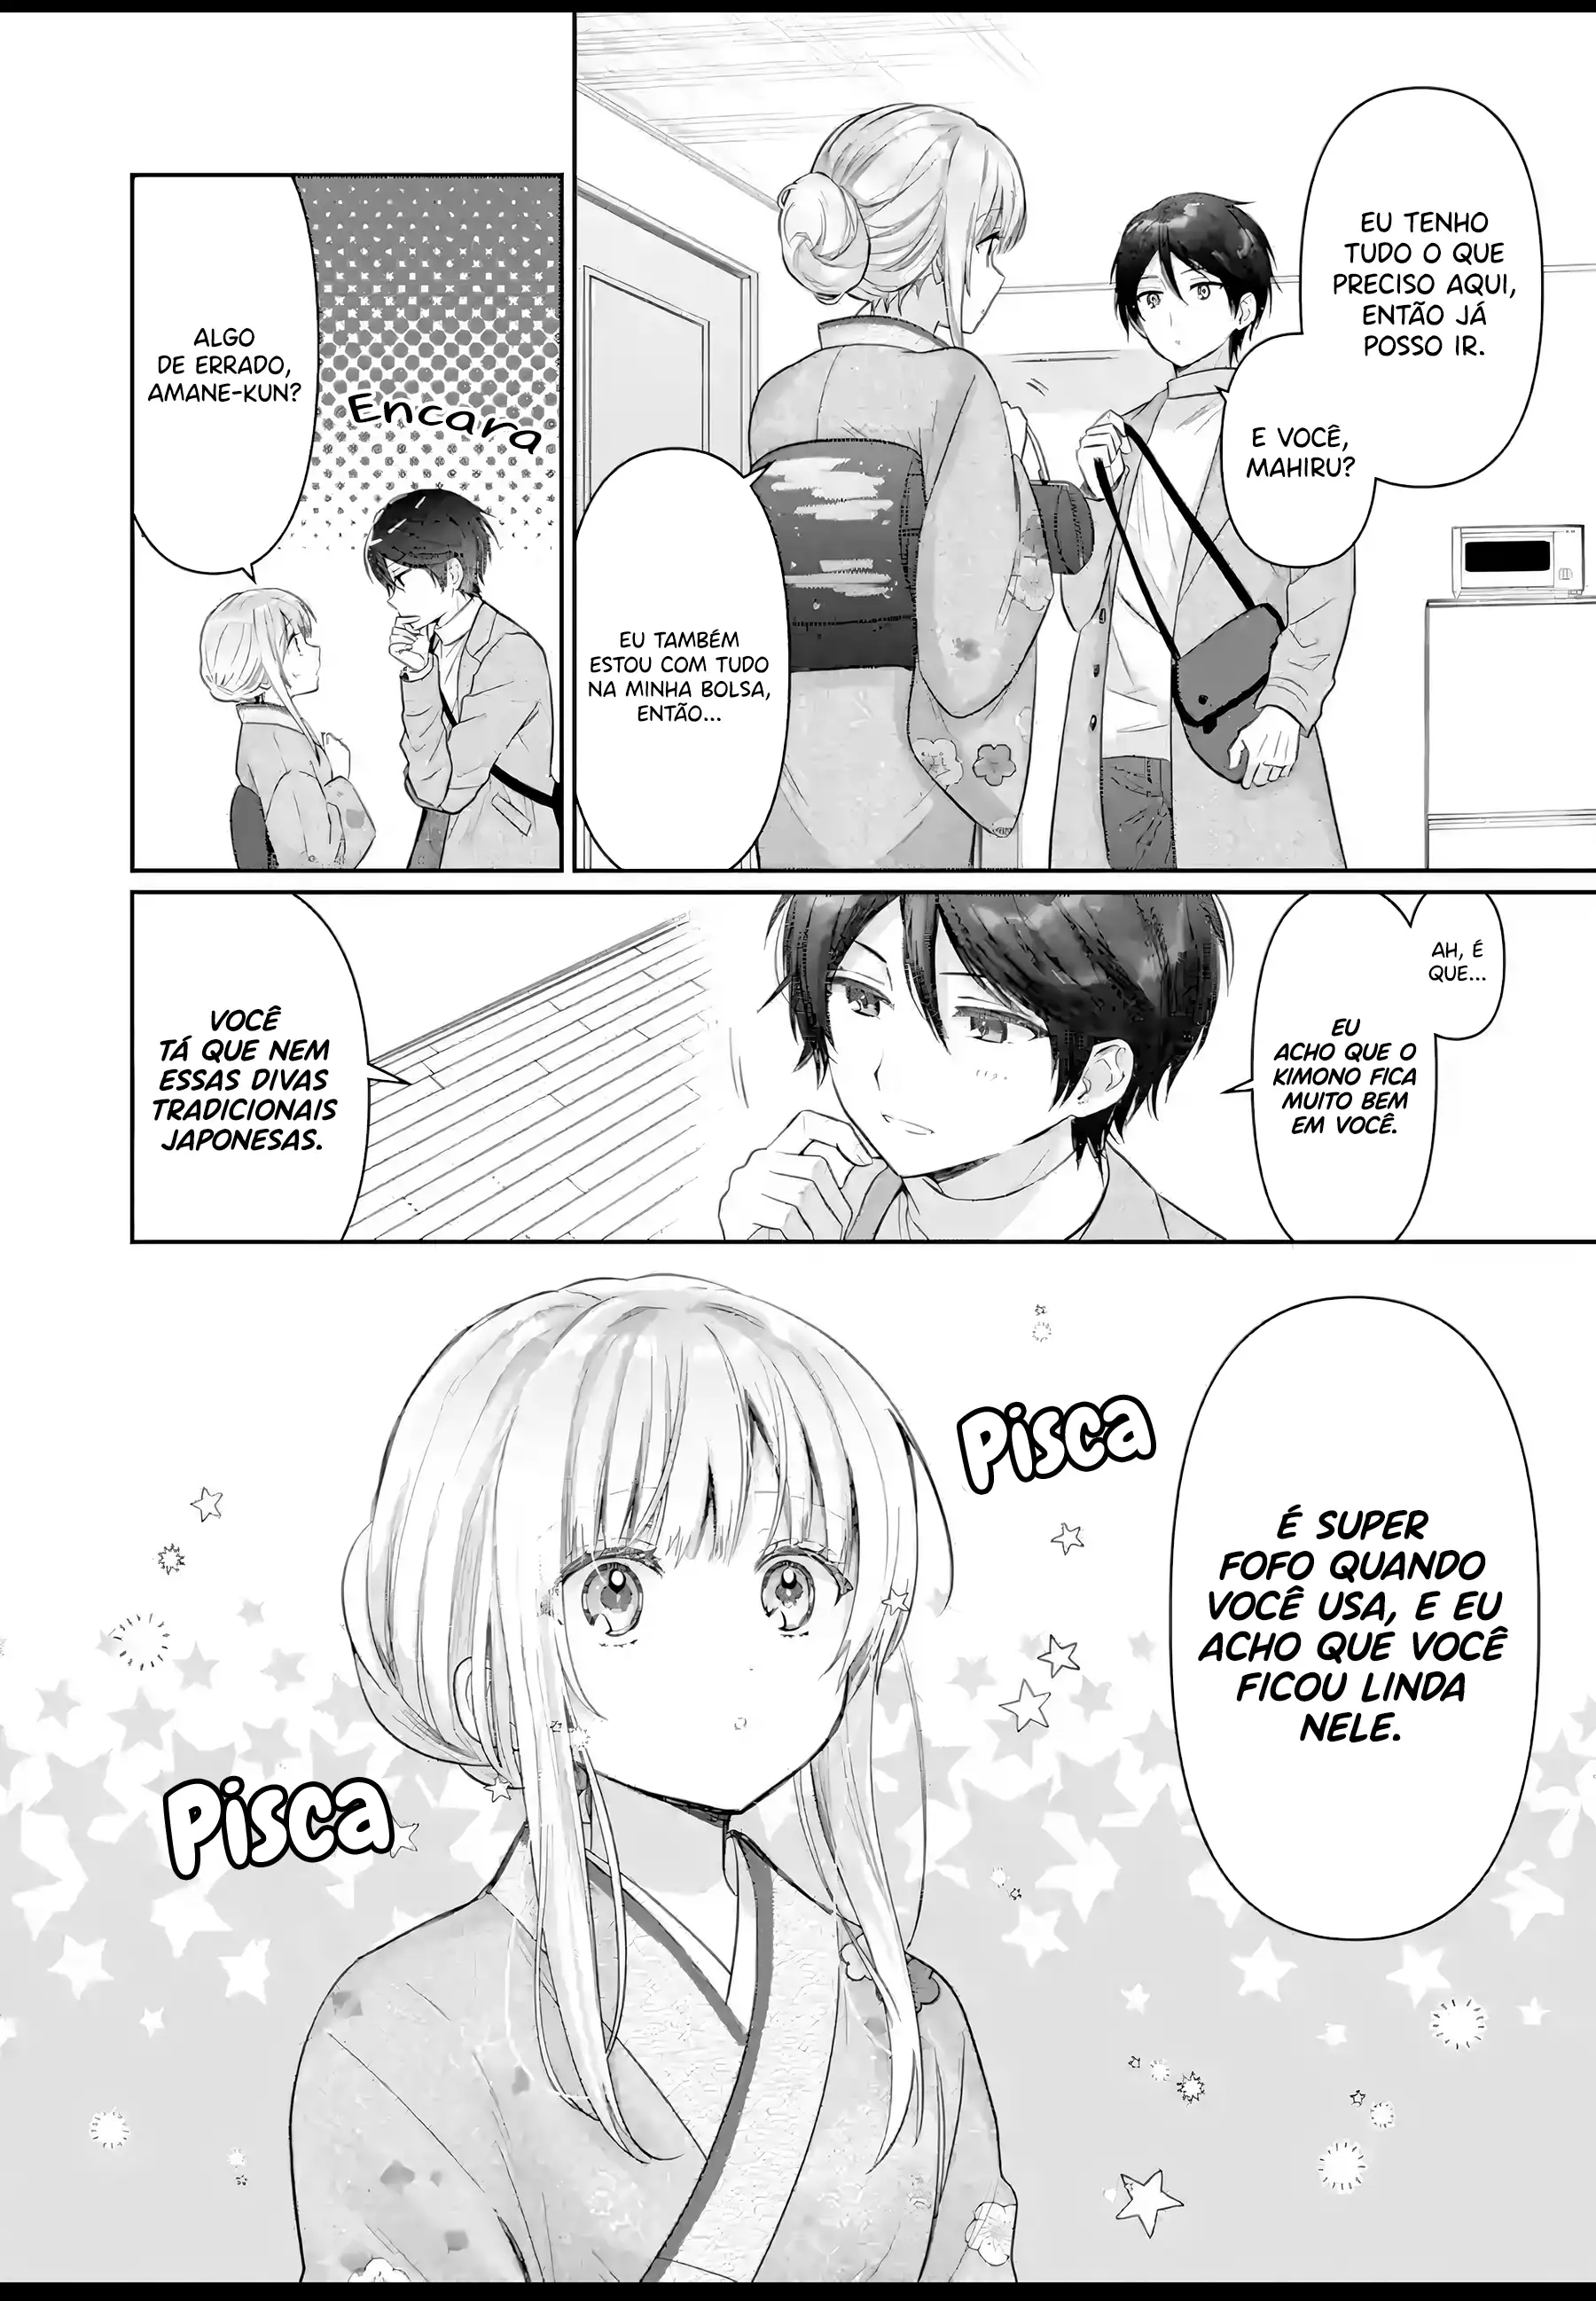 EU TENHO
TUDO O QUE
PRECISO AQUI,
ENTÃO JÁ
POSSO IR.
E VOCÊ,
MAHIRU?
EU TAMBÉM
ESTOU COM TUDO
NA MINHA BOLSA,
ENTÃO...
Encara
ALGO
DE ERRADO,
AMANE-KUN?
AH, É
QUE...
EU
ACHO QUE O
KIMONO FICA
MUITO BEM
EM VOCÊ.
VOCÊ
TÁ QUE NEM
ESSAS DIVAS
TRADICIONAIS
JAPONESAS.
É SUPER
FOFO QUANDO
VOCÊ USA, E EU
ACHO QUE VOCÊ
FICOU LINDA
NELE.
Pisca
Pisca